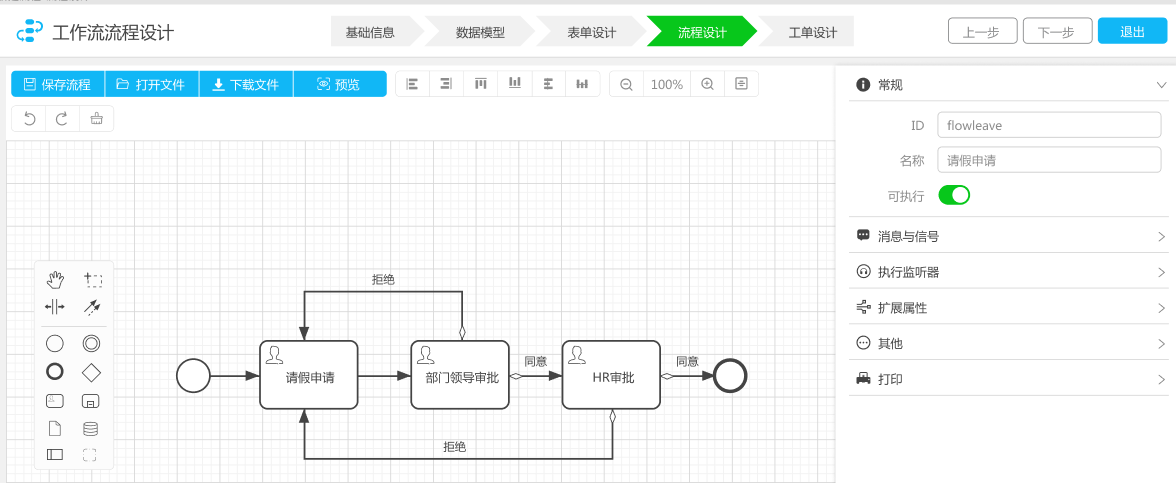 工作流流程设计
基础信息
数据模型
表单设计
流程设计
工单设计
上一步
下一步
退出
保存流程
打开文件
下载文件
预览
100%
常规
ID
flowleave
名称
请假申请
可执行
消息与信号
执行监听器
扩展属性
其他
打印
拒绝
请假申请
部门领导审批
同意
HR审批
同意
拒绝